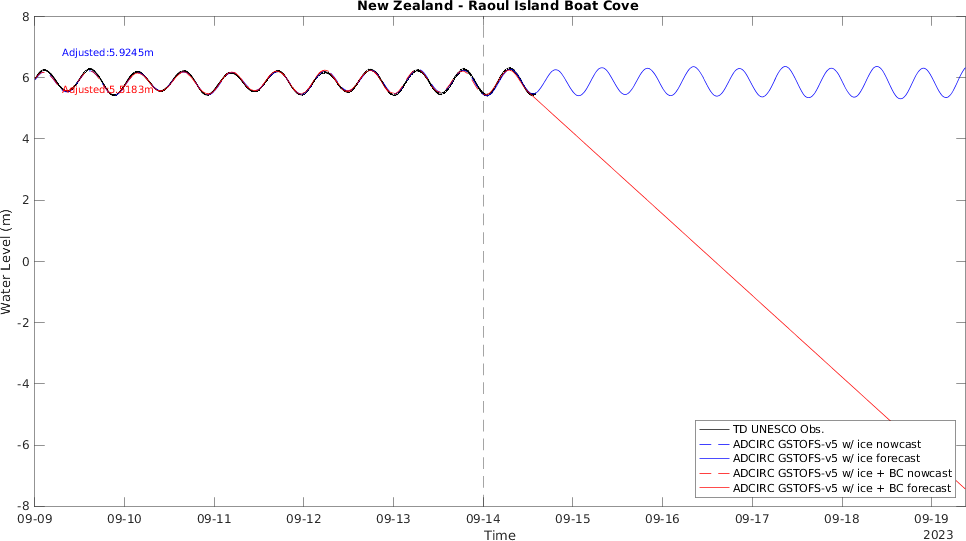 New Zealand - Raoul Island Boat Cove
8
Adjusted:5.9245m
6
Adjusted:5.8183m
4
2
0
-2
-4
-6
-8
Water Level (m)
TD UNESCO Obs.
ADCIRC GSTOFS-v5 w/ ice nowcast
ADCIRC GSTOFS-v5 w/ ice forecast
ADCIRC GSTOFS-v5 w/ ice + BC nowcast
ADCIRC GSTOFS-v5 w/ ice + BC forecast
09-09 09-10 09-11 09-12 09-13 09-14 09-15 09-16 09-17 09-18 09-19
Time
2023